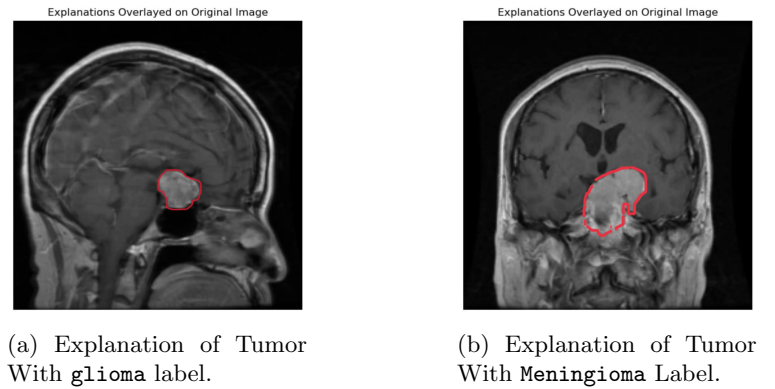 Explanations Overlayed on Original Image
Explanations Overlayed on Original Image
(a) Explanation of Tumor
With glioma label.
(b) Explanation of Tumor
With Meningioma Label.